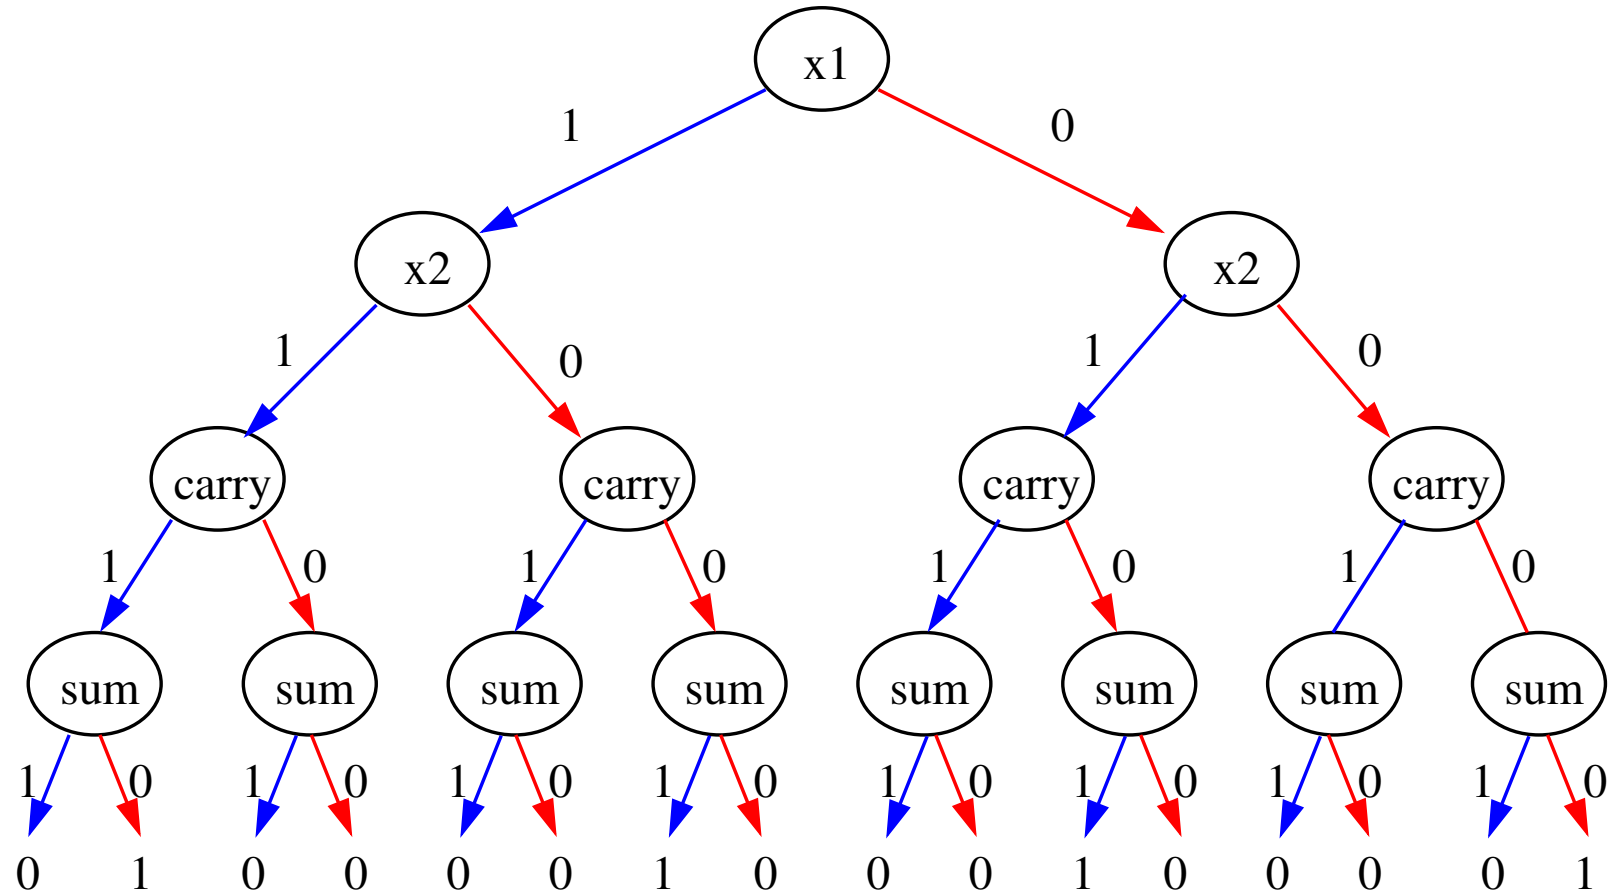 x1
1 0
x2 x2
1 0 1 0
carry carry carry carry
1 0 1 0 1 0 1 0
sum sum sum sum sum sum sum sum
1 0 1 0 1 0 1 0 1 0 1 0 1 0 1 0
0 1 0 0 0 0 1 0 0 0 1 0 0 0 0 1